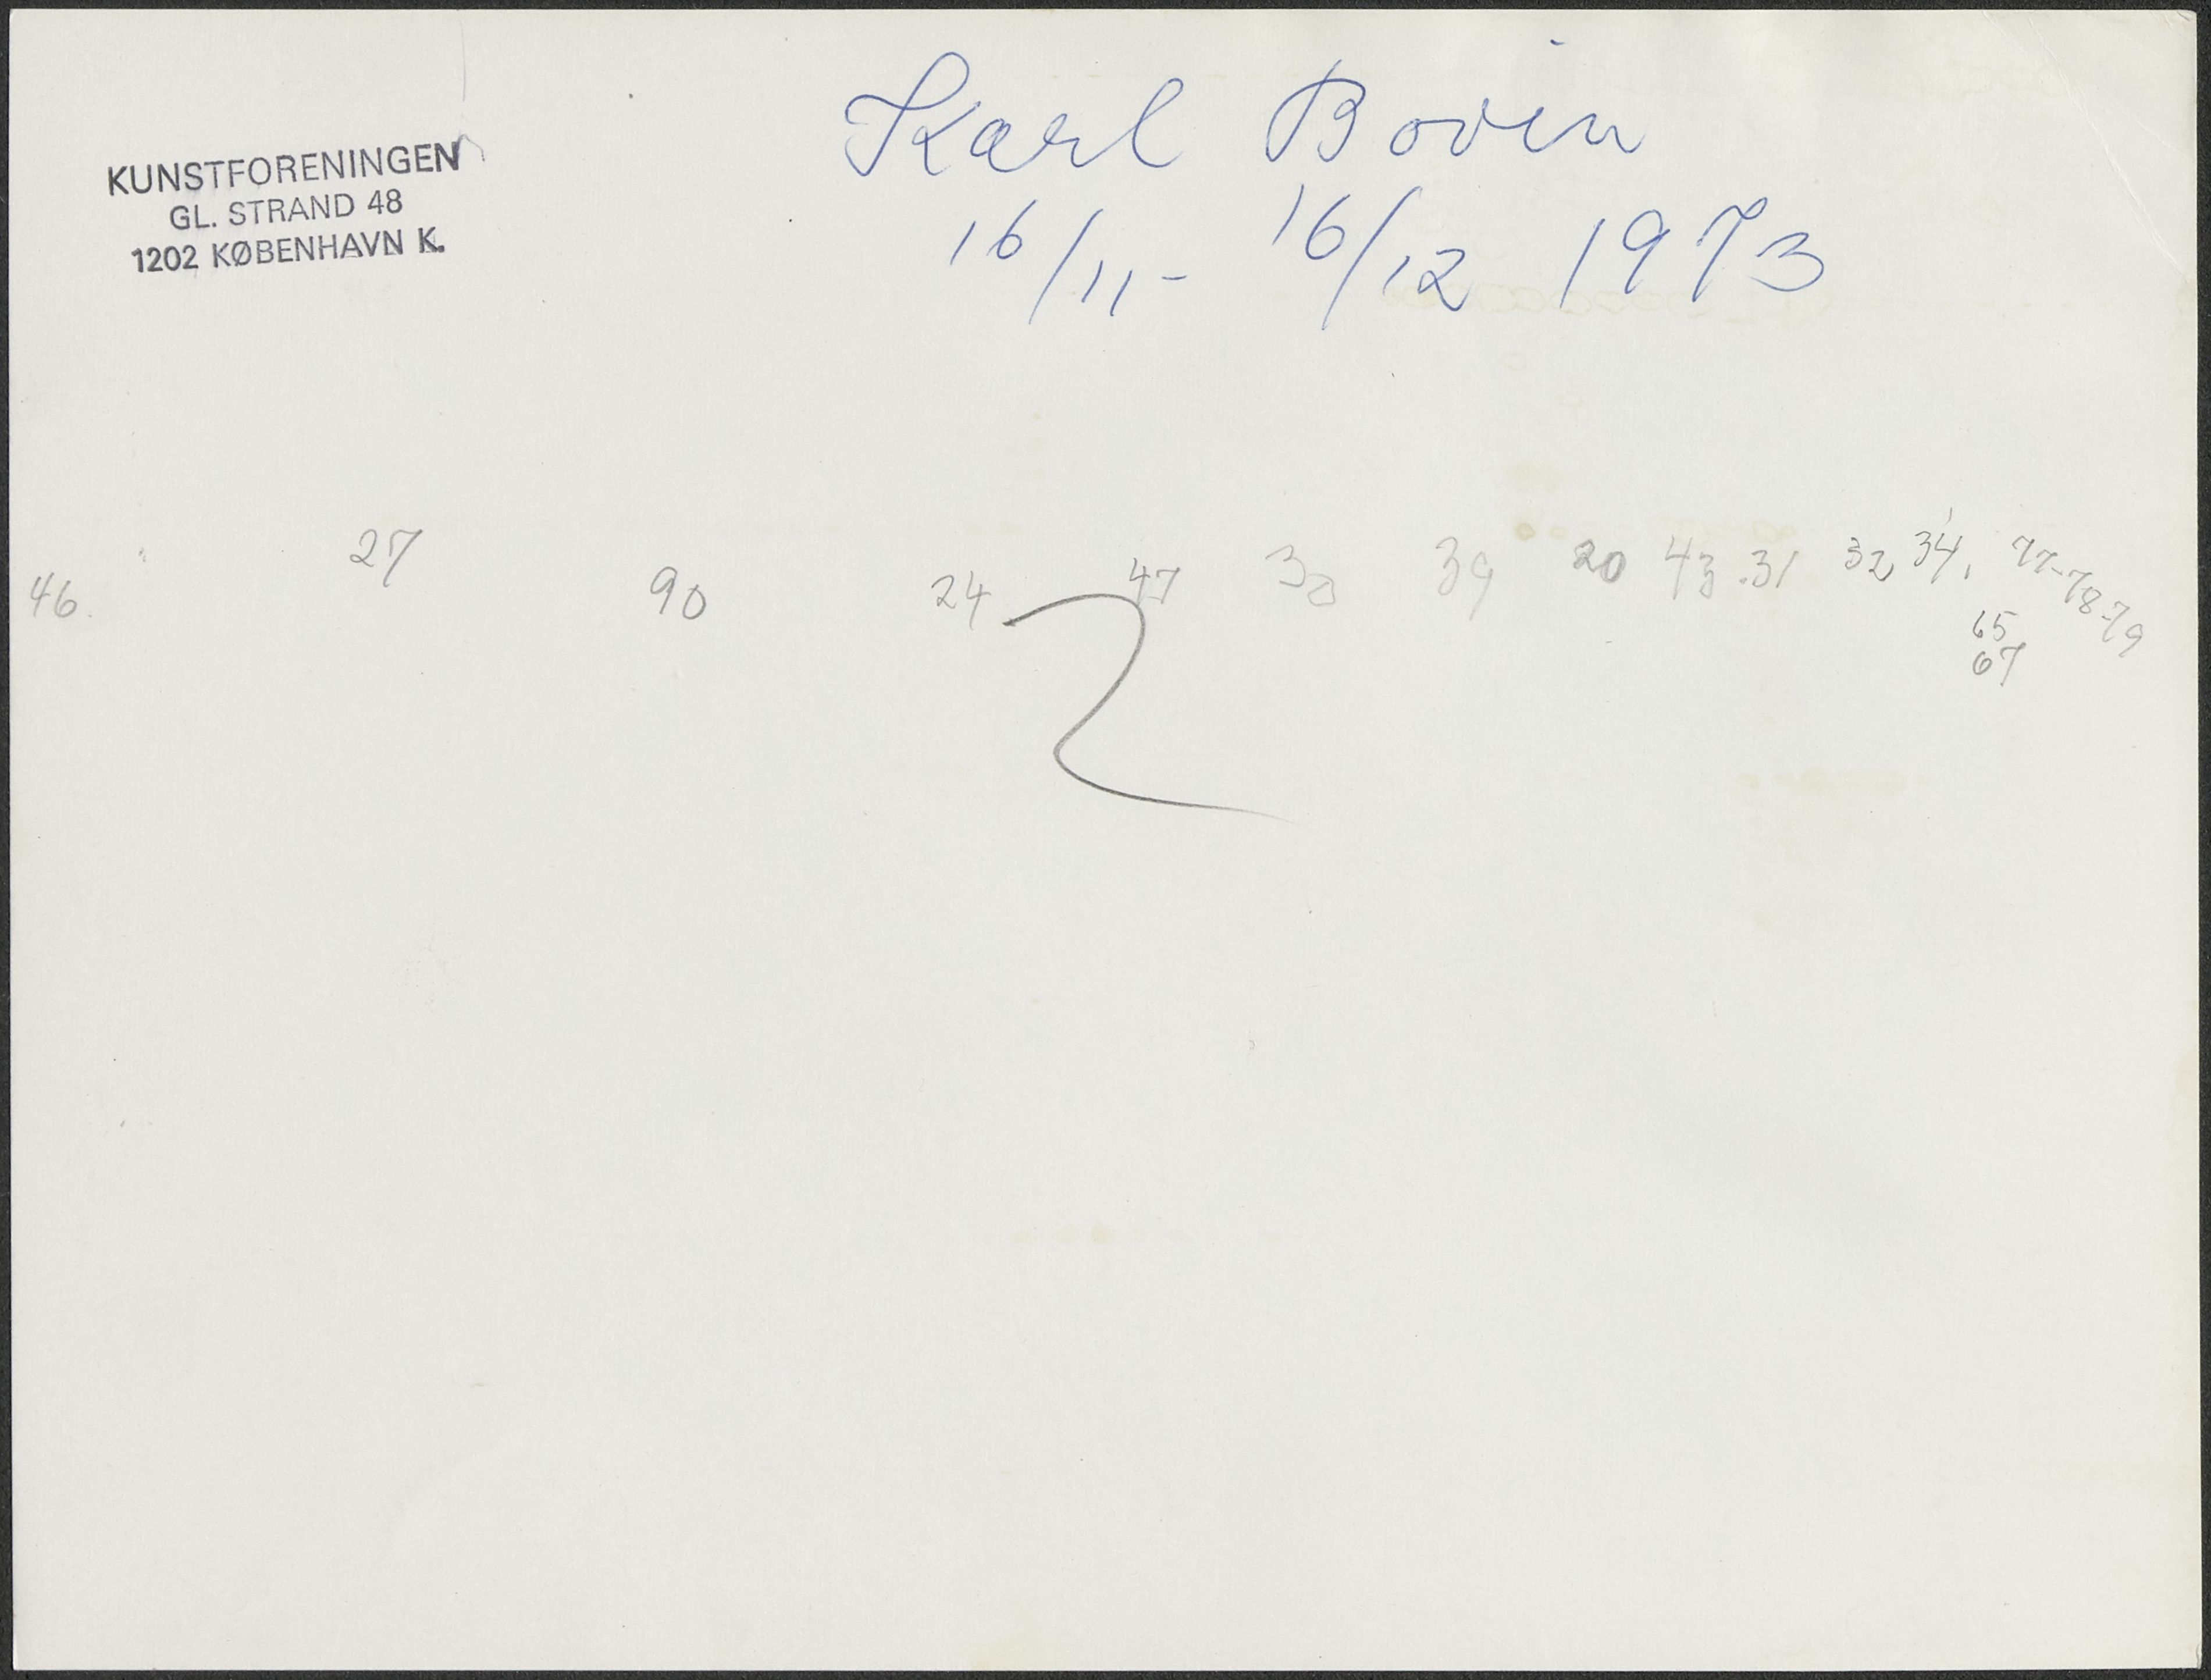 KUNSTFORENINGEN
GL. STRAND 48
1202 KØBENHAVN K.
Karl Bovin
16/11- 16/12 1973
46. 27 90 24 47 30 39 20 43.31 32 34, 77-78-79
65
67